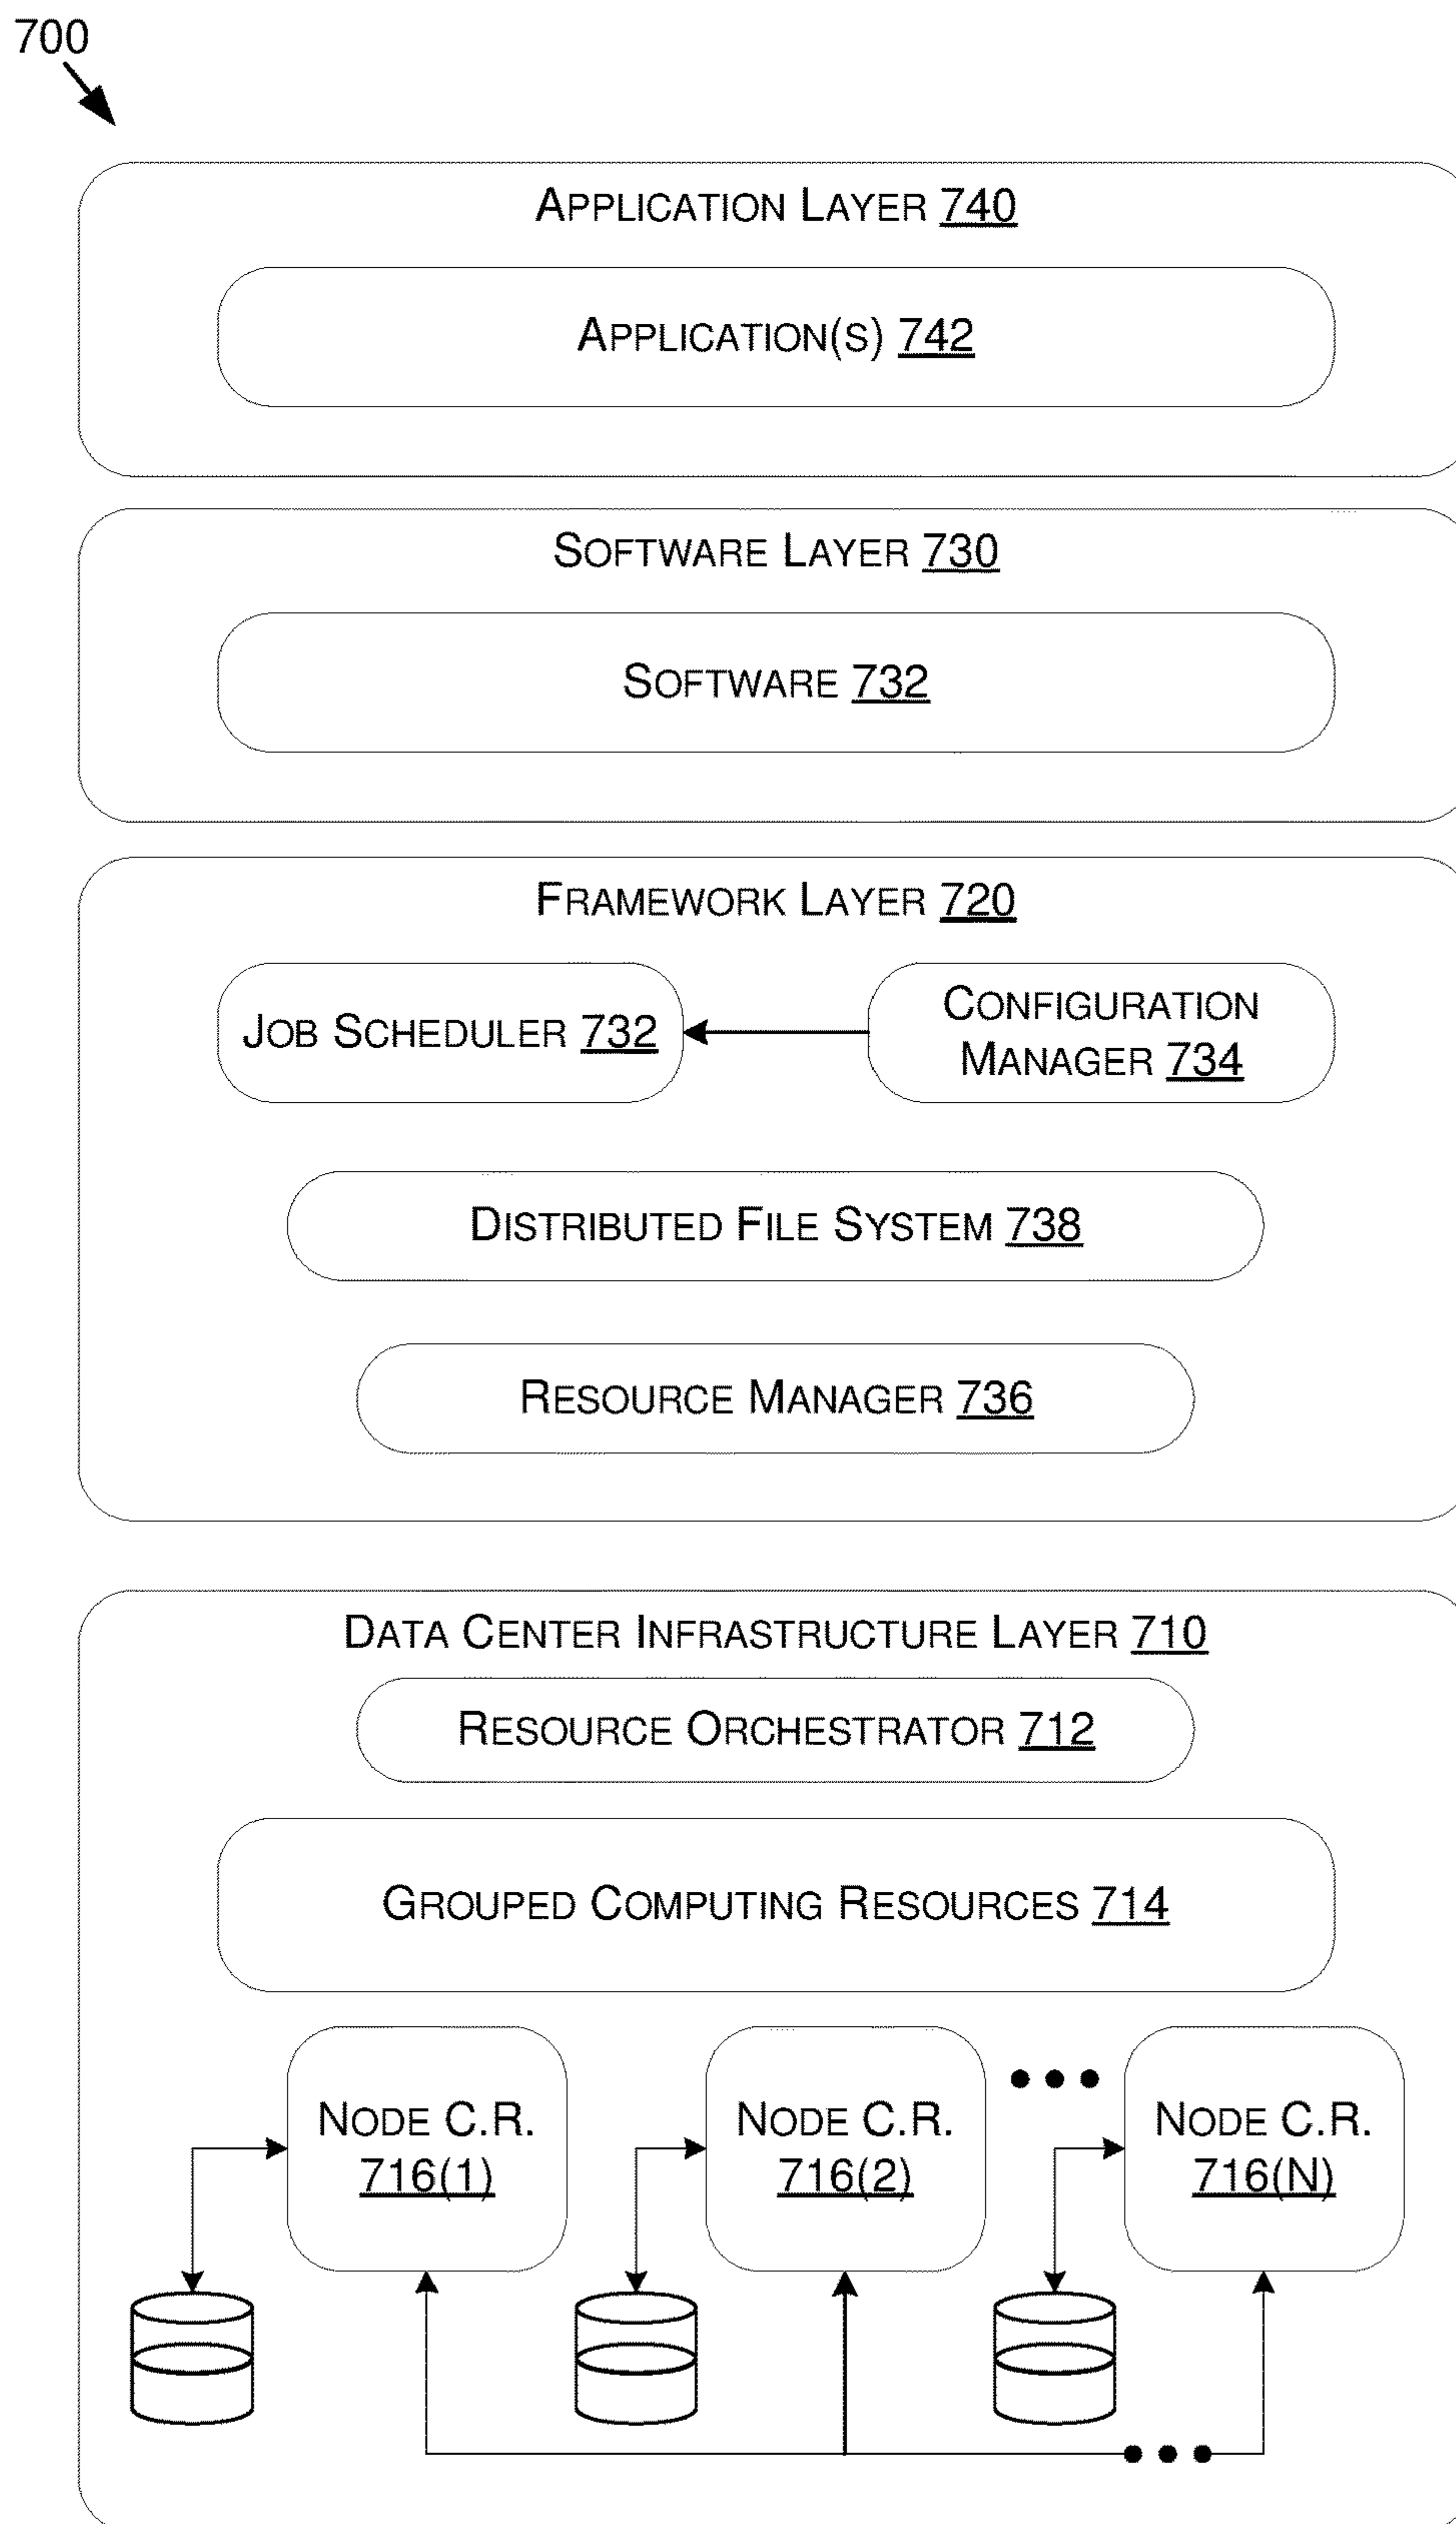 700
APPLICATION LAYER 740
APPLICATION(S) 742
SOFTWARE LAYER 730
SOFTWARE 732
FRAMEWORK LAYER 720
JOB SCHEDULER 732
CONFIGURATION
MANAGER 734
DISTRIBUTED FILE SYSTEM 738
RESOURCE MANAGER 736
DATA CENTER INFRASTRUCTURE LAYER 710
RESOURCE ORCHESTRATOR 712
GROUPED COMPUTING RESOURCES 714
NODE C.R.
716(1)
NODE C.R.
716(2)
NODE C.R.
716(N)